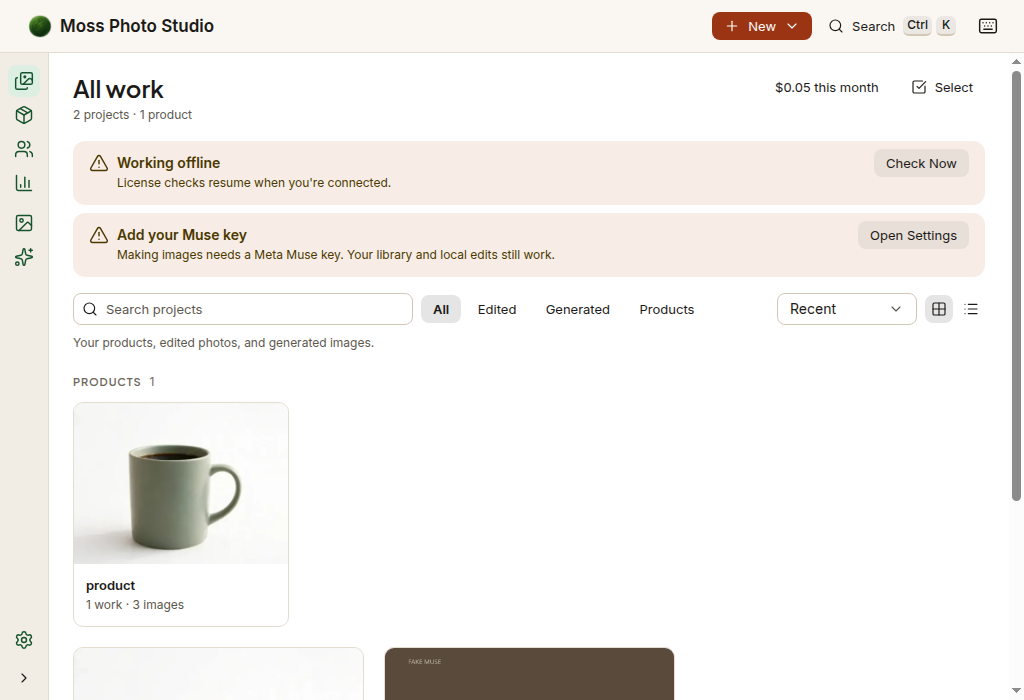 Moss Photo Studio
New
Search Ctrl K
All work
$0.05 this month
Select
2 projects · 1 product
Working offline
Check Now
License checks resume when you're connected.
Add your Muse key
Open Settings
Making images needs a Meta Muse key. Your library and local edits still work.
Search projects
All
Edited
Generated
Products
Recent
Your products, edited photos, and generated images.
PRODUCTS 1
product
1 work · 3 images
FAKE MUSE